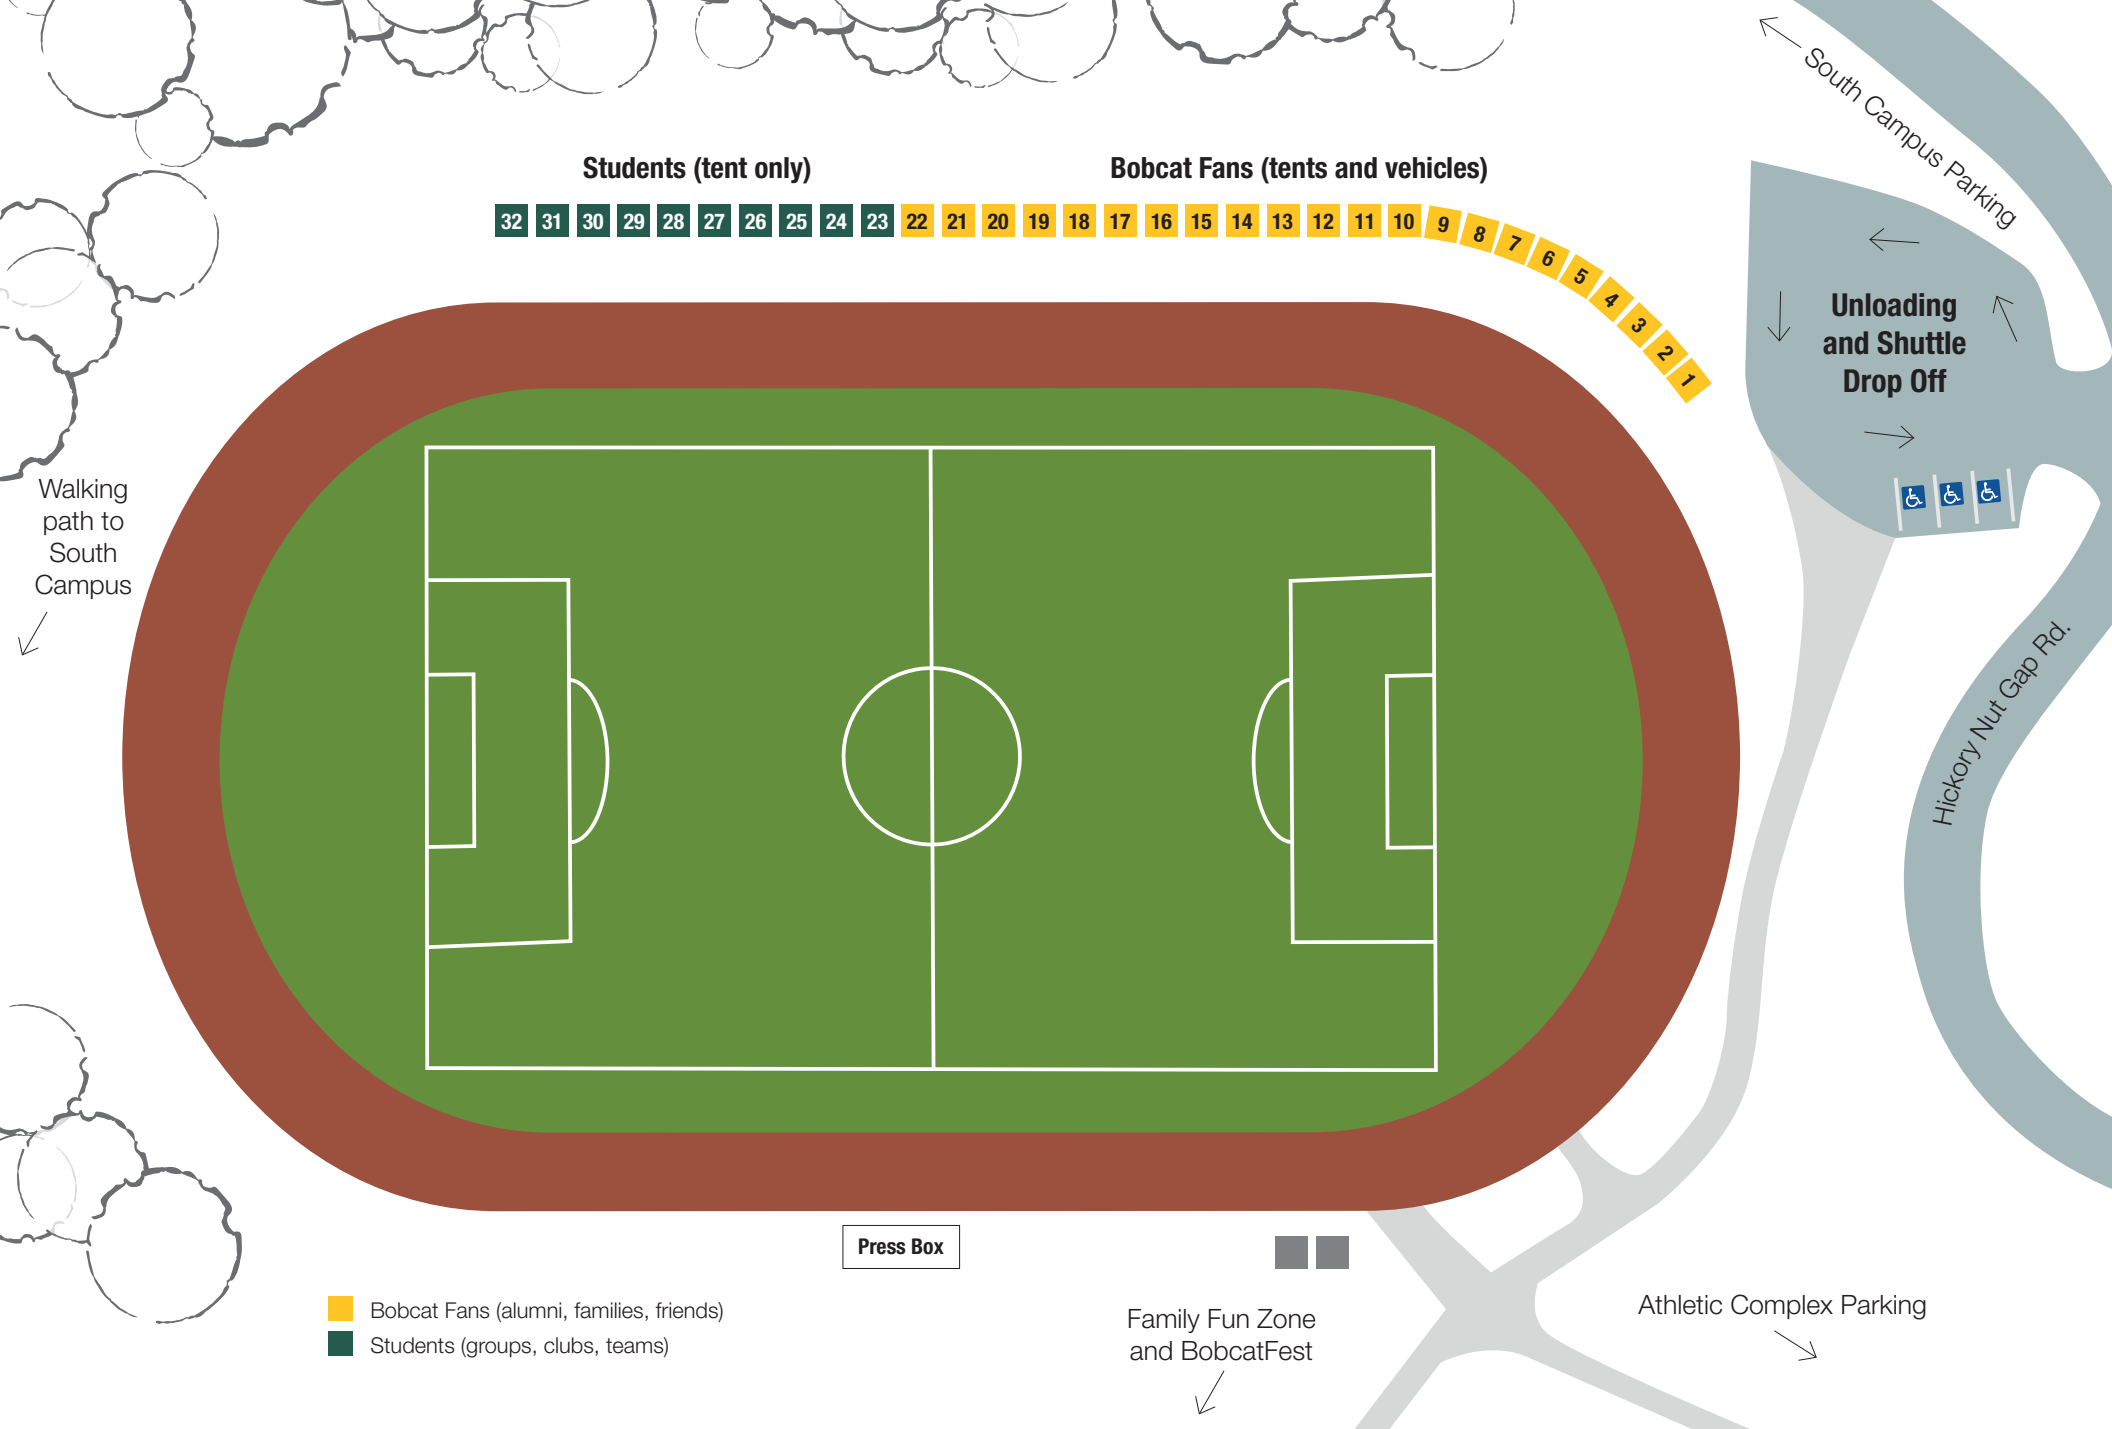 South Campus Parking
Students (tent only)
Bobcat Fans (tents and vehicles)
32 31 30 29 28 27 26 25 24 23 22 21 20 19 18 17 16 15 14 13 12 11 10 9 8 7 6 5 4 3 2 1
Unloading
and Shuttle
Drop Off
Walking
path to
South
Campus
Hickory Nut Gap Rd.
Press Box
Bobcat Fans (alumni, families, friends)
Students (groups, clubs, teams)
Family Fun Zone
and BobcatFest
Athletic Complex Parking